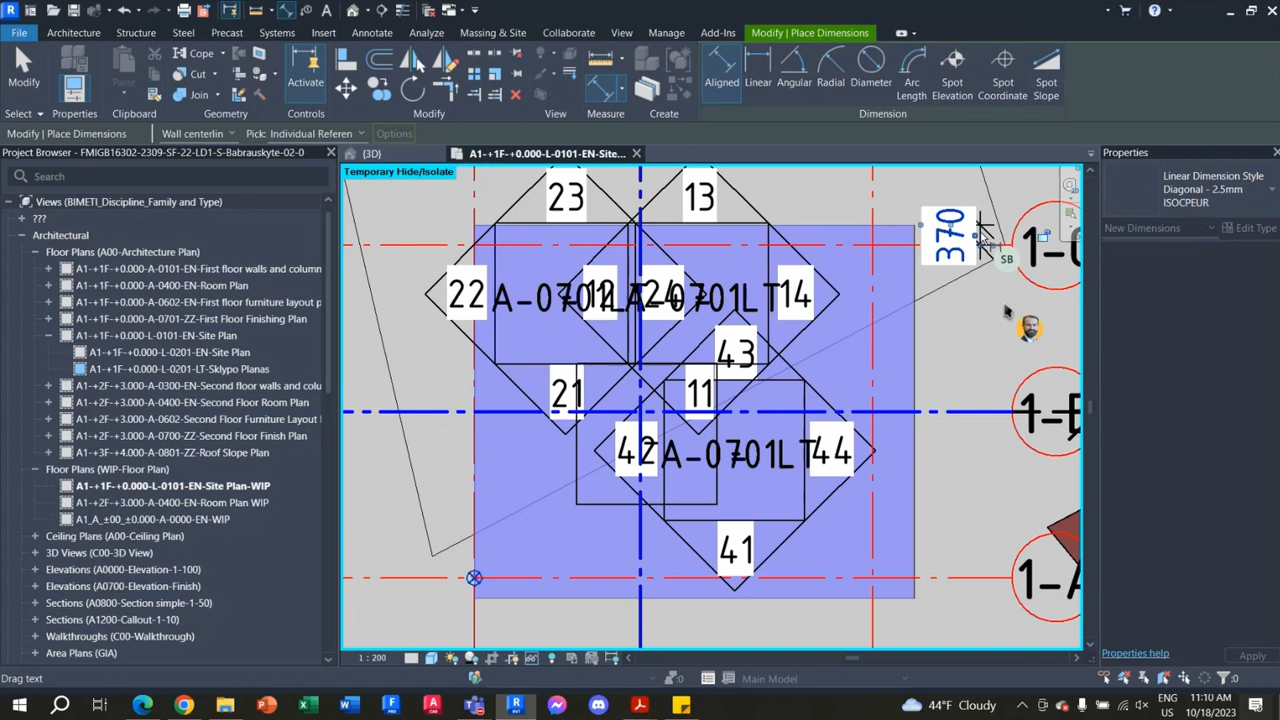 File
Architecture
Structure
Steel
Precast
Systems
Insert
Annotate
Analyze
Massing & Site
Collaborate
View
Manage
Add-Ins
Modify | Place Dimensions
Modify
Properties
Paste
Cope
Cut
Join
Activate
Aligned
Linear
Angular
Radial
Diameter
Arc
Length
Spot
Elevation
Spot
Coordinate
Spot
Slope
Select
Properties
Clipboard
Geometry
Controls
Modify
View
Measure
Create
Dimension
Modify | Place Dimensions
Wall centerlin
Pick:
Individual Referen
Options
Project Browser - FMIGB16302-2309-SF-22-LD1-S-Babrauskyte-02-0
(3D)
A1-+1F-+0.000-L-0101-EN-Site...
Properties
Search
Views (BIMETI_Discipline_Family and Type)
???
Architectural
Floor Plans (A00-Architecture Plan)
A1-+1F-+0.000-A-0101-EN-First floor walls and column
A1-+1F-+0.000-A-0400-EN-Room Plan
A1-+1F-+0.000-A-0602-EN-First floor furniture layout p
A1-+1F-+0.000-A-0701-ZZ-First Floor Finishing Plan
A1-+1F-+0.000-L-0101-EN-Site Plan
A1-+1F-+0.000-L-0201-EN-Site Plan
A1-+1F-+0.000-L-0201-LT-Sklypo Planas
A1-+2F-+3.000-A-0300-EN-Second floor walls and colu
A1-+2F-+3.000-A-0400-EN-Second Floor Room Plan
A1-+2F-+3.000-A-0602-EN-Second Floor Furniture Layout
A1-+2F-+3.000-A-0700-ZZ-Second Floor Finish Plan
A1-+2F-+3.000-A-0801-ZZ-Roof Slope Plan
Floor Plans (WIP-Floor Plan)
A1-+1F-+0.000-L-0101-EN-Site Plan-WIP
A1-+2F-+3.000-A-0400-EN-Room Plan WIP
A1_A_±00_±0.000-A-0000-EN-WIP
Ceiling Plans (A00-Ceiling Plan)
3D Views (C00-3D View)
Elevations (A0000-Elevation-1-100)
Elevations (A0700-Elevation-Finish)
Sections (A0800-Section simple-1-50)
Sections (A1200-Callout-1-10)
Walkthroughs (C00-Walkthrough)
Area Plans (GIA)
Temporary Hide/Isolate
23
13
370
SB
22
12
24
14
A-0701LT
43
21
11
42
A-0701LT
44
41
1-A
Linear Dimension Style
Diagonal - 2.5mm
ISOCPEUR
New Dimensions
Edit Type
Properties help
Apply
1 : 200
Drag text
:0
Main Model
:0
44°F Cloudy
ENG
US
11:10 AM
10/18/2023